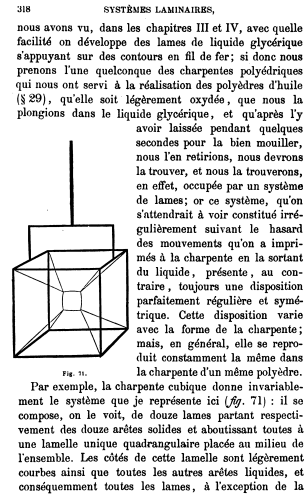 318 SYSTÈMES LAMINAIRES,
nous avons vu, dans les chapitres III et IV, avec quelle
facilité on développe des lames de liquide glycérique
s'appuyant sur des contours en fil de fer; si donc nous
prenons l'une quelconque des charpentes polyédriques
qui nous ont servi à la réalisation des polyèdres d'huile
(§ 29), qu'elle soit légèrement oxydée, que nous la
plongions dans le liquide glycérique, et qu'après l'y
avoir laissée pendant quelques
secondes pour la bien mouiller,
nous l'en retirions, nous devrons
la trouver, et nous la trouverons,
en effet, occupée par un système
de lames; or ce système, qu'on
s'attendrait à voir constitué irré-
gulièrement suivant le hasard
des mouvements qu'on a impri-
més à la charpente en la sortant
du liquide, présente, au con-
traire, toujours une disposition
parfaitement régulière et symé-
trique. Cette disposition varie
avec la forme de la charpente;
mais, en général, elle se repro-
duit constamment la même dans
la charpente d'un même polyèdre.
Fig. 71.
Par exemple, la charpente cubique donne invariable-
ment le système que je représente ici (fig. 71) : il se
compose, on le voit, de douze lames partant respecti-
vement des douze arêtes solides et aboutissant toutes à
une lamelle unique quadrangulaire placée au milieu de
l'ensemble. Les côtés de cette lamelle sont légèrement
courbes ainsi que toutes les autres arêtes liquides, et
conséquemment toutes les lames, à l'exception de la